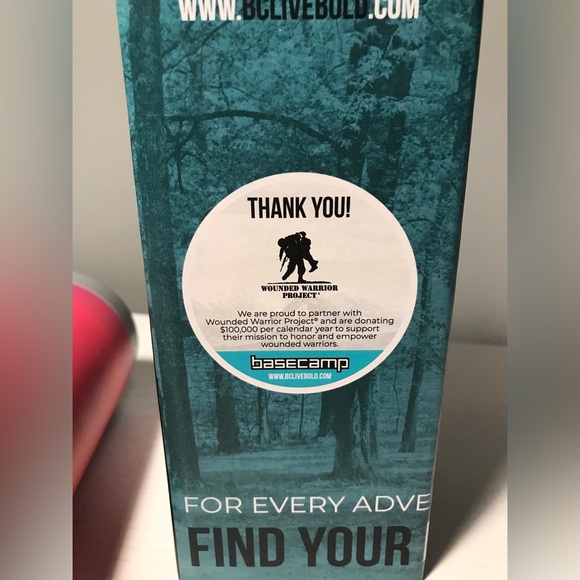 WWW.BCLIVEBOLD.COM
THANK YOU!
WOUNDED WARRIOR
PROJECT®
We are proud to partner with
Wounded Warrior Project® and are donating
$100,000 per calendar year to support
their mission to honor and empower
wounded warriors.
basecamp
WWW.BCLIVEBOLD.COM
FOR EVERY ADVE
FIND YOUR